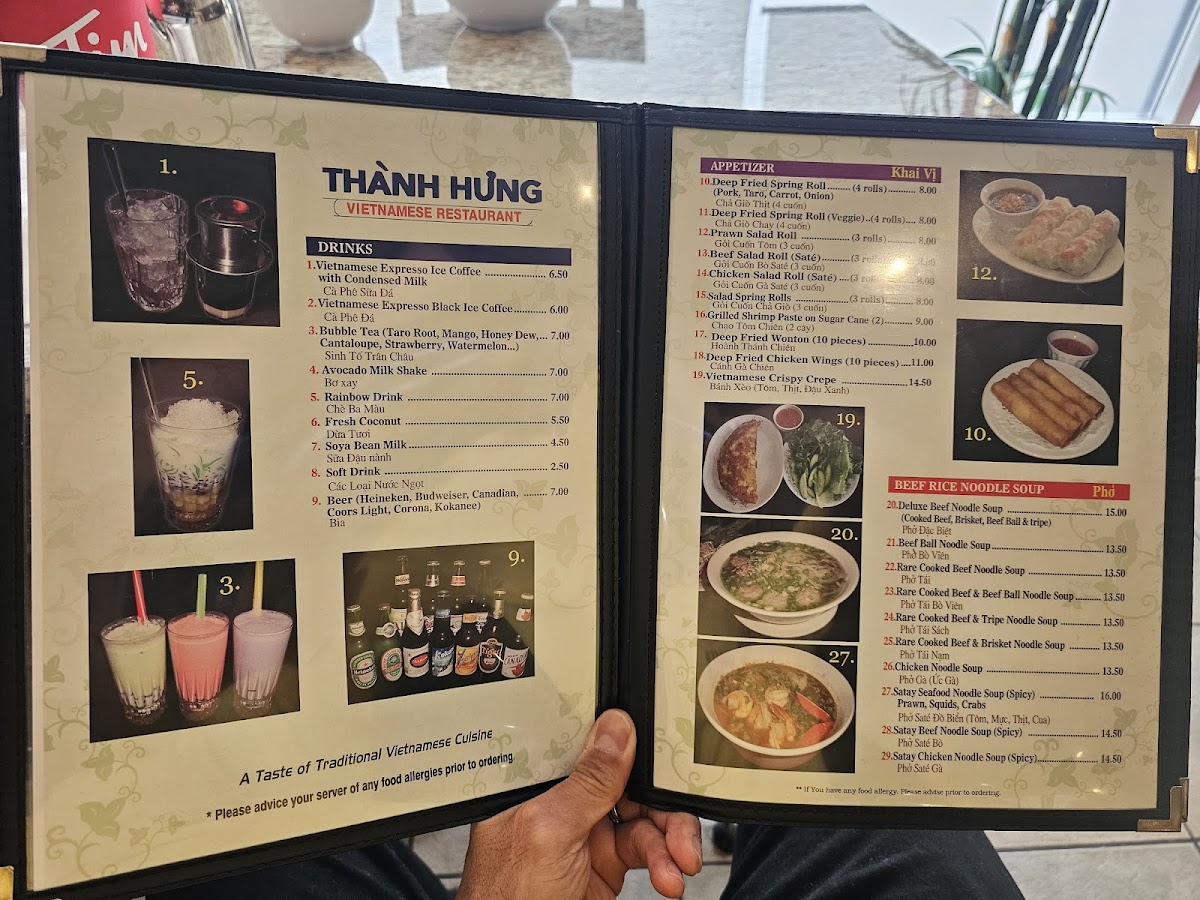 Tim
1.
THÀNH HƯNG
VIETNAMESE RESTAURANT
DRINKS
1.Vietnamese Expresso Ice Coffee ........ 6.50
with Condensed Milk
Cà Phê Sữa Đá
2.Vietnamese Expresso Black Ice Coffee........ 6.00
Cà Phê Đá
3.Bubble Tea (Taro Root, Mango, Honey Dew,... 7.00
Cantaloupe, Strawberry, Watermelon...)
Sinh Tố Trân Châu
4. Avocado Milk Shake ........ 7.00
Bơ xay
5. Rainbow Drink ........ 7.00
Chè Ba Màu
6. Fresh Coconut ........ 5.50
Dừa Tươi
7. Soya Bean Milk ........ 4.50
Sữa Đậu nành
8. Soft Drink ........ 2.50
Các Loại Nước Ngọt
9. Beer (Heineken, Budweiser, Canadian, ........ 7.00
Coors Light, Corona, Kokanee)
Bia
5.
3.
9.
A Taste of Traditional Vietnamese Cuisine
* Please advice your server of any food allergies prior to ordering.
APPETIZER Khai Vị
10.Deep Fried Spring Roll ........ (4 rolls) ........ 8.00
(Pork, Taro, Carrot, Onion)
Chả Giò Thịt (4 cuốn)
11.Deep Fried Spring Roll (Veggie)..(4 rolls).... 8.00
Chả Giò Chay (4 cuốn)
12.Prawn Salad Roll ........ (3 rolls) ........ 8.00
Gỏi Cuốn Tôm (3 cuốn)
13.Beef Salad Roll (Saté) ........ (3 rolls) ........ 8.00
Gỏi Cuốn Bò Saté (3 cuốn)
14.Chicken Salad Roll (Saté) ....(3 rolls) ........ 8.00
Gỏi Cuốn Gà Saté (3 cuốn)
15.Salad Spring Rolls ........ (3 rolls) ........ 8.00
Gỏi Cuốn Chả Giò (3 cuốn)
16.Grilled Shrimp Paste on Sugar Cane (2) ........ 9.00
Chạo Tôm Chiên (2 cây)
17. Deep Fried Wonton (10 pieces) ........ 10.00
Hoành Thánh Chiên
18.Deep Fried Chicken Wings (10 pieces) .... 11.00
Cánh Gà Chiên
19.Vietnamese Crispy Crepe ........ 14.50
Bánh Xèo (Tôm, Thịt, Đậu Xanh)
12.
10.
19.
20.
27.
BEEF RICE NOODLE SOUP Phở
20.Deluxe Beef Noodle Soup ........ 15.00
(Cooked Beef, Brisket, Beef Ball & tripe)
Phở Đặc Biệt
21.Beef Ball Noodle Soup ........ 13.50
Phở Bò Viên
22.Rare Cooked Beef Noodle Soup ........ 13.50
Phở Tái
23.Rare Cooked Beef & Beef Ball Noodle Soup ........ 13.50
Phở Tái Bò Viên
24.Rare Cooked Beef & Tripe Noodle Soup ........ 13.50
Phở Tái Sách
25.Rare Cooked Beef & Brisket Noodle Soup ........ 13.50
Phở Tái Nạm
26.Chicken Noodle Soup ........ 13.50
Phở Gà (Ức Gà)
27.Satay Seafood Noodle Soup (Spicy) ........ 16.00
Prawn, Squids, Crabs
Phở Saté Đồ Biển (Tôm, Mực, Thịt, Cua)
28.Satay Beef Noodle Soup (Spicy) ........ 14.50
Phở Saté Bò
29.Satay Chicken Noodle Soup (Spicy)........ 14.50
Phở Saté Gà
** If You have any food allergy. Please advise prior to ordering.